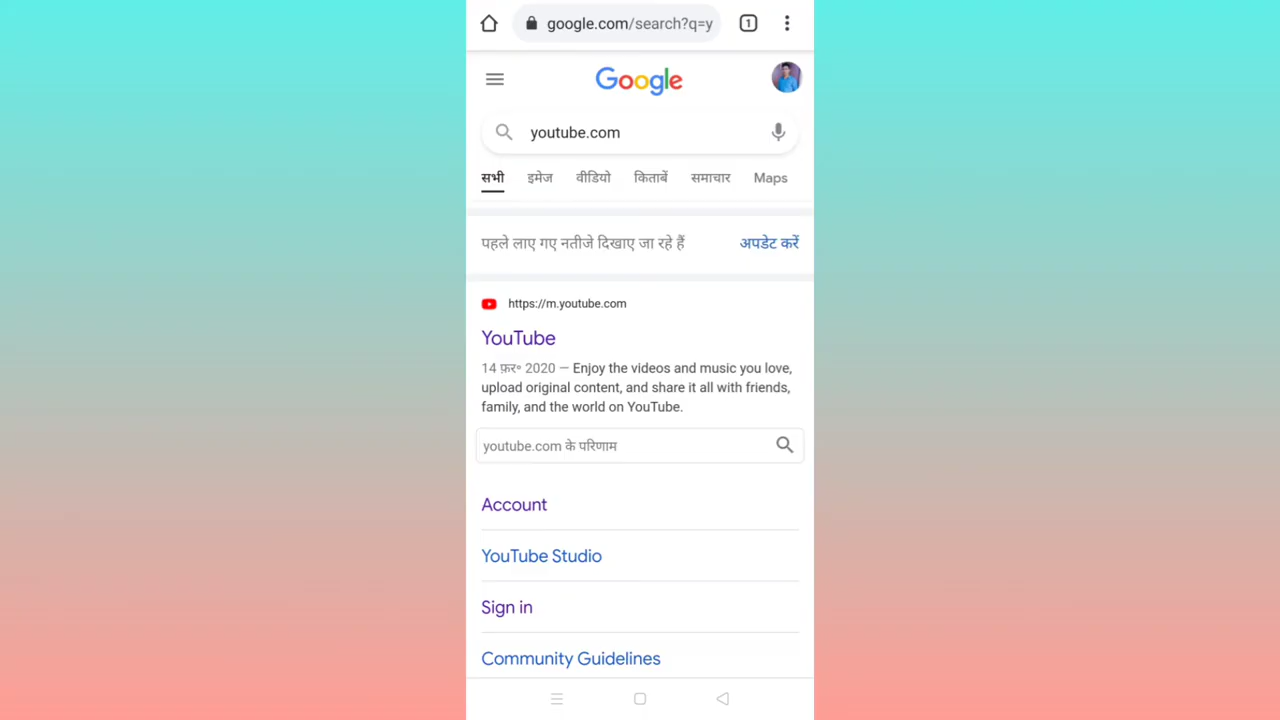 google.com/search?q=y
1
Google
youtube.com
सभी इमेज वीडियो किताबें समाचार Maps
पहले लाए गए नतीजे दिखाए जा रहे हैं अपडेट करें
https://m.youtube.com
YouTube
14 फ़र॰ 2020 — Enjoy the videos and music you love,
upload original content, and share it all with friends,
family, and the world on YouTube.
youtube.com के परिणाम
Account
YouTube Studio
Sign in
Community Guidelines